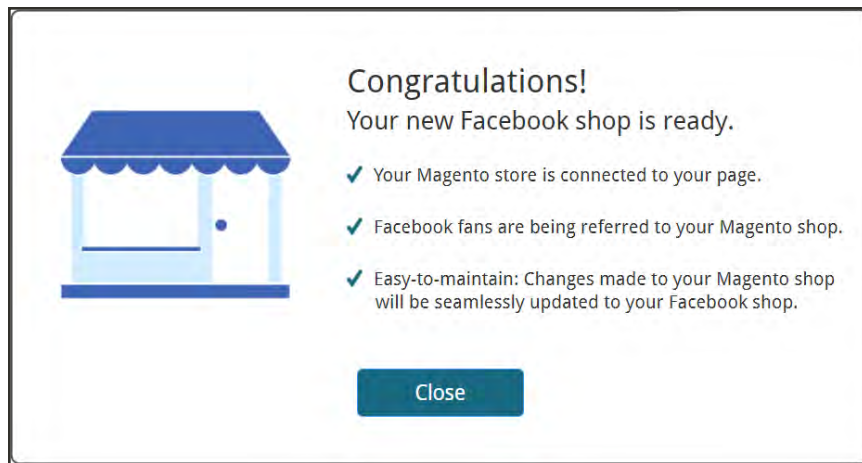 Congratulations!
Your new Facebook shop is ready.
Your Magento store is connected to your page.
Facebook fans are being referred to your Magento shop.
Easy-to-maintain: Changes made to your Magento shop
will be seamlessly updated to your Facebook shop.
Close